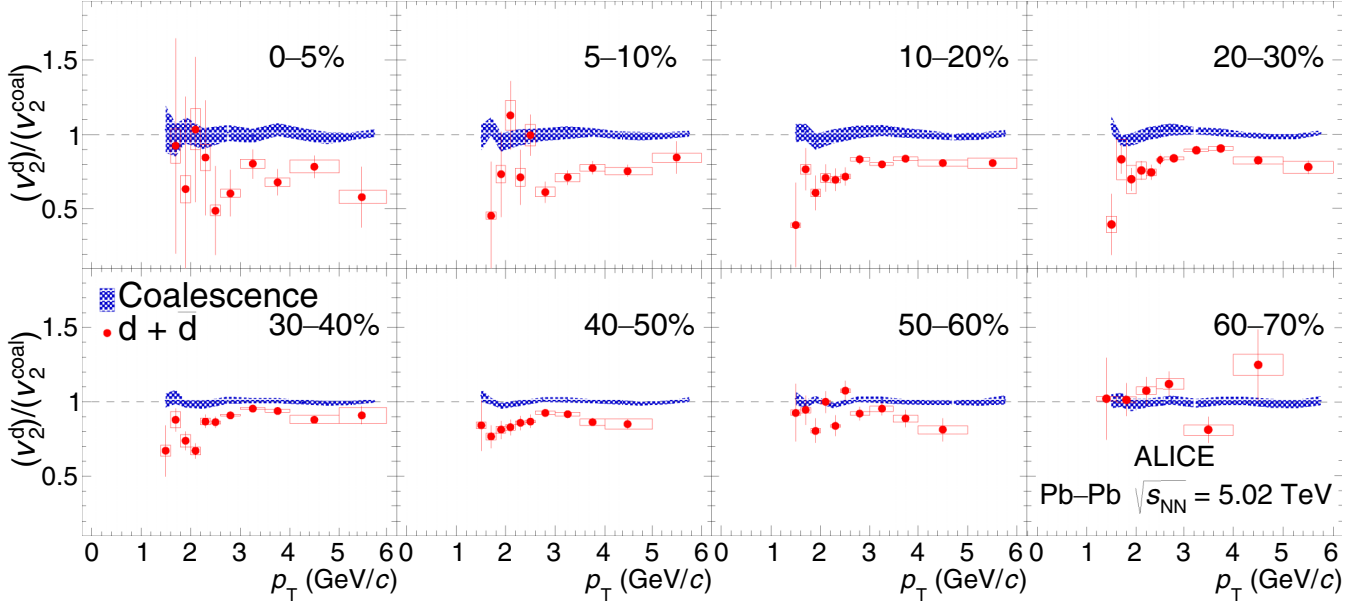 (v₂ᵈ)/(v₂ᶜᵒᵃˡ)
1.5
1
0.5
0–5%
5–10%
10–20%
20–30%
(v₂ᵈ)/(v₂ᶜᵒᵃˡ)
1.5
1
0.5
Coalescence
d + d̅
30–40%
40–50%
50–60%
60–70%
ALICE
Pb–Pb √sNN = 5.02 TeV
0 1 2 3 4 5 6 0 1 2 3 4 5 6 0 1 2 3 4 5 6 0 1 2 3 4 5 6
pT (GeV/c) pT (GeV/c) pT (GeV/c) pT (GeV/c)